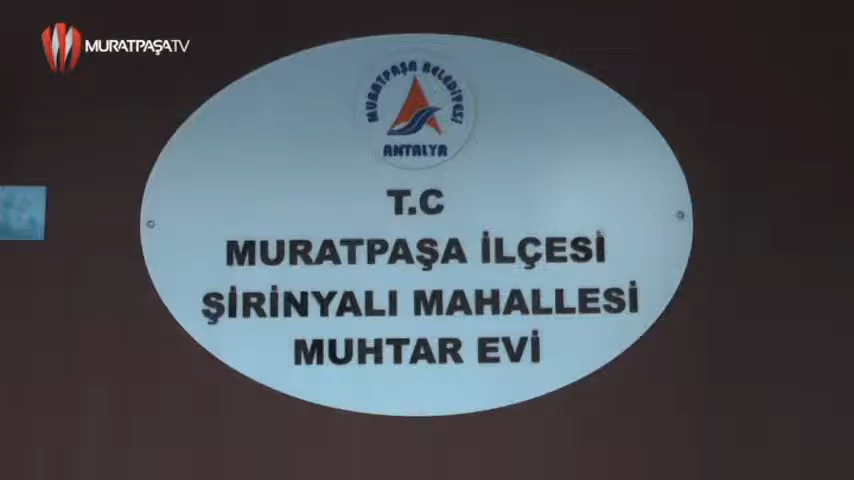 MURATPAŞATV
MURATPAŞA BELEDİYESİ
ANTALYA
T.C
MURATPAŞA İLÇESİ
ŞİRİNYALI MAHALLESİ
MUHTAR EVİ